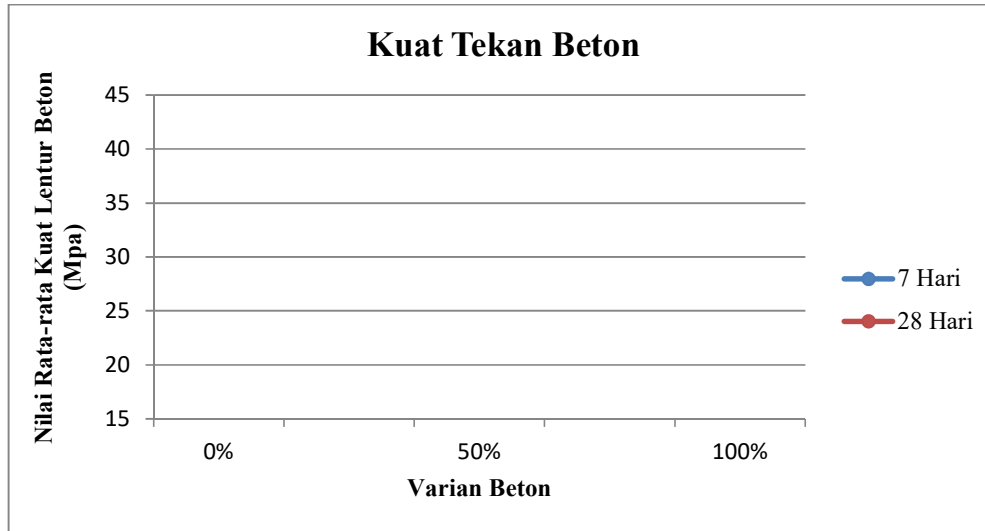 Kuat Tekan Beton
Nilai Rata-rata Kuat Lentur Beton
(Mpa)
45
40
35
30
25
20
15
0%
50%
100%
Varian Beton
7 Hari
28 Hari